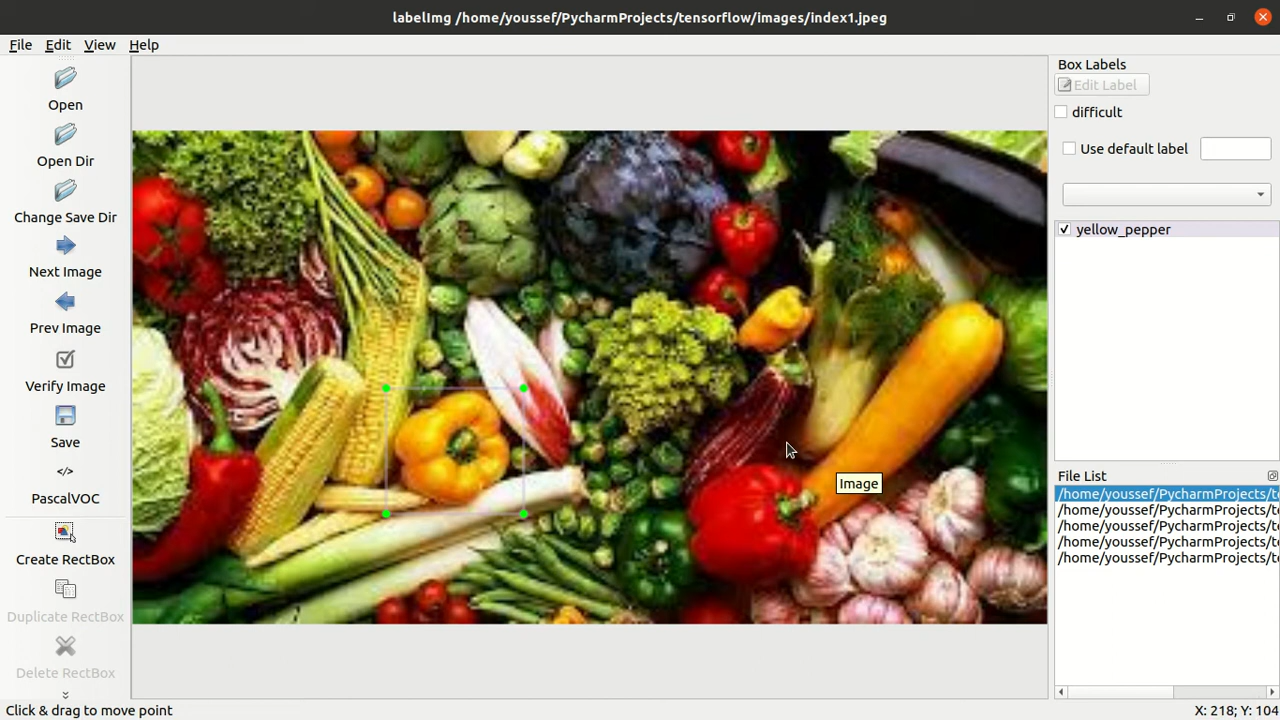 labelImg /home/youssef/PycharmProjects/tensorflow/images/index1.jpeg
File Edit View Help
Open
Open Dir
Change Save Dir
Next Image
Prev Image
Verify Image
Save
</>
PascalVOC
Create RectBox
Duplicate RectBox
Delete RectBox
Image
Box Labels
Edit Label
difficult
Use default label
yellow_pepper
File List
/home/youssef/PycharmProjects/te
/home/youssef/PycharmProjects/te
/home/youssef/PycharmProjects/te
/home/youssef/PycharmProjects/te
/home/youssef/PycharmProjects/te
Click & drag to move point
X: 218; Y: 104